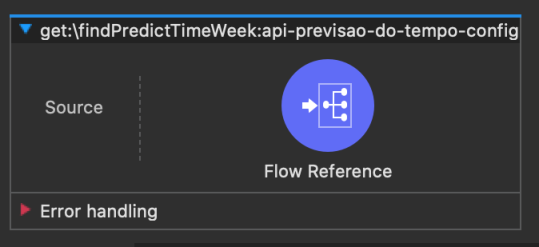 get:\findPredictTimeWeek:api-previsao-do-tempo-config
Source
Flow Reference
Error handling